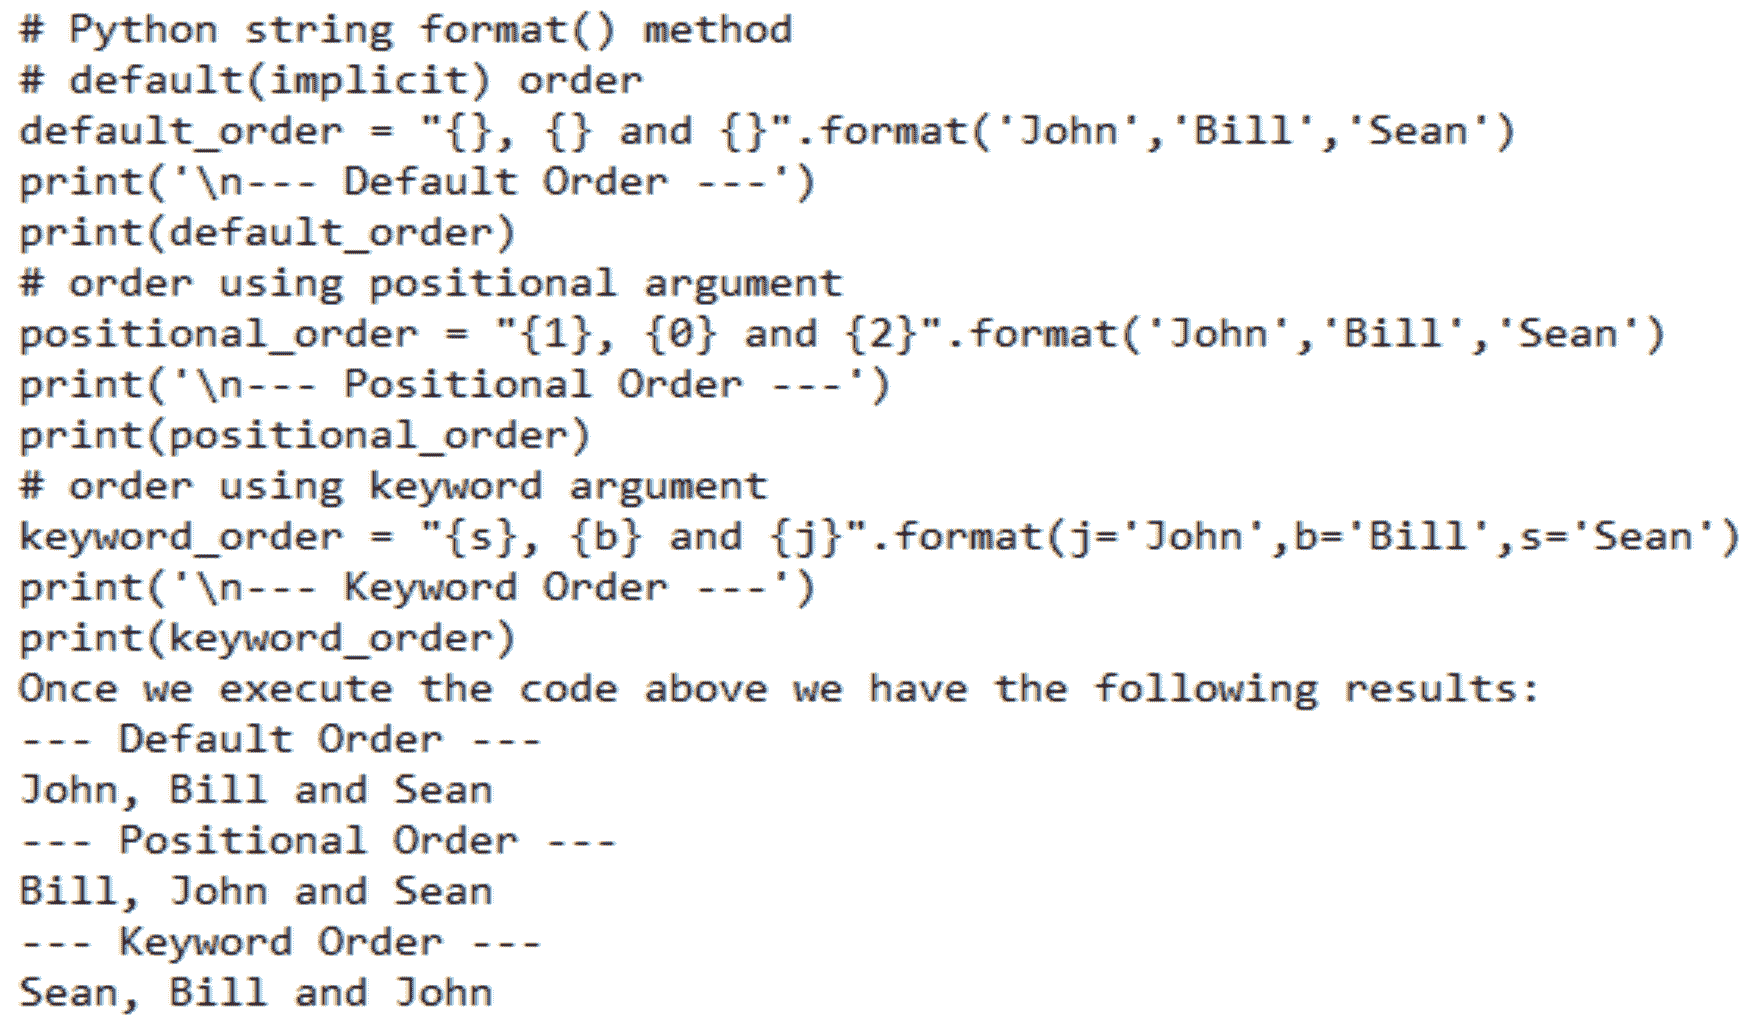 # Python string format() method
# default(implicit) order
default_order = "{}, {} and {}".format('John','Bill','Sean')
print('\n--- Default Order ---')
print(default_order)
# order using positional argument
positional_order = "{1}, {0} and {2}".format('John','Bill','Sean')
print('\n--- Positional Order ---')
print(positional_order)
# order using keyword argument
keyword_order = "{s}, {b} and {j}".format(j='John',b='Bill',s='Sean')
print('\n--- Keyword Order ---')
print(keyword_order)
Once we execute the code above we have the following results:
--- Default Order ---
John, Bill and Sean
--- Positional Order ---
Bill, John and Sean
--- Keyword Order ---
Sean, Bill and John